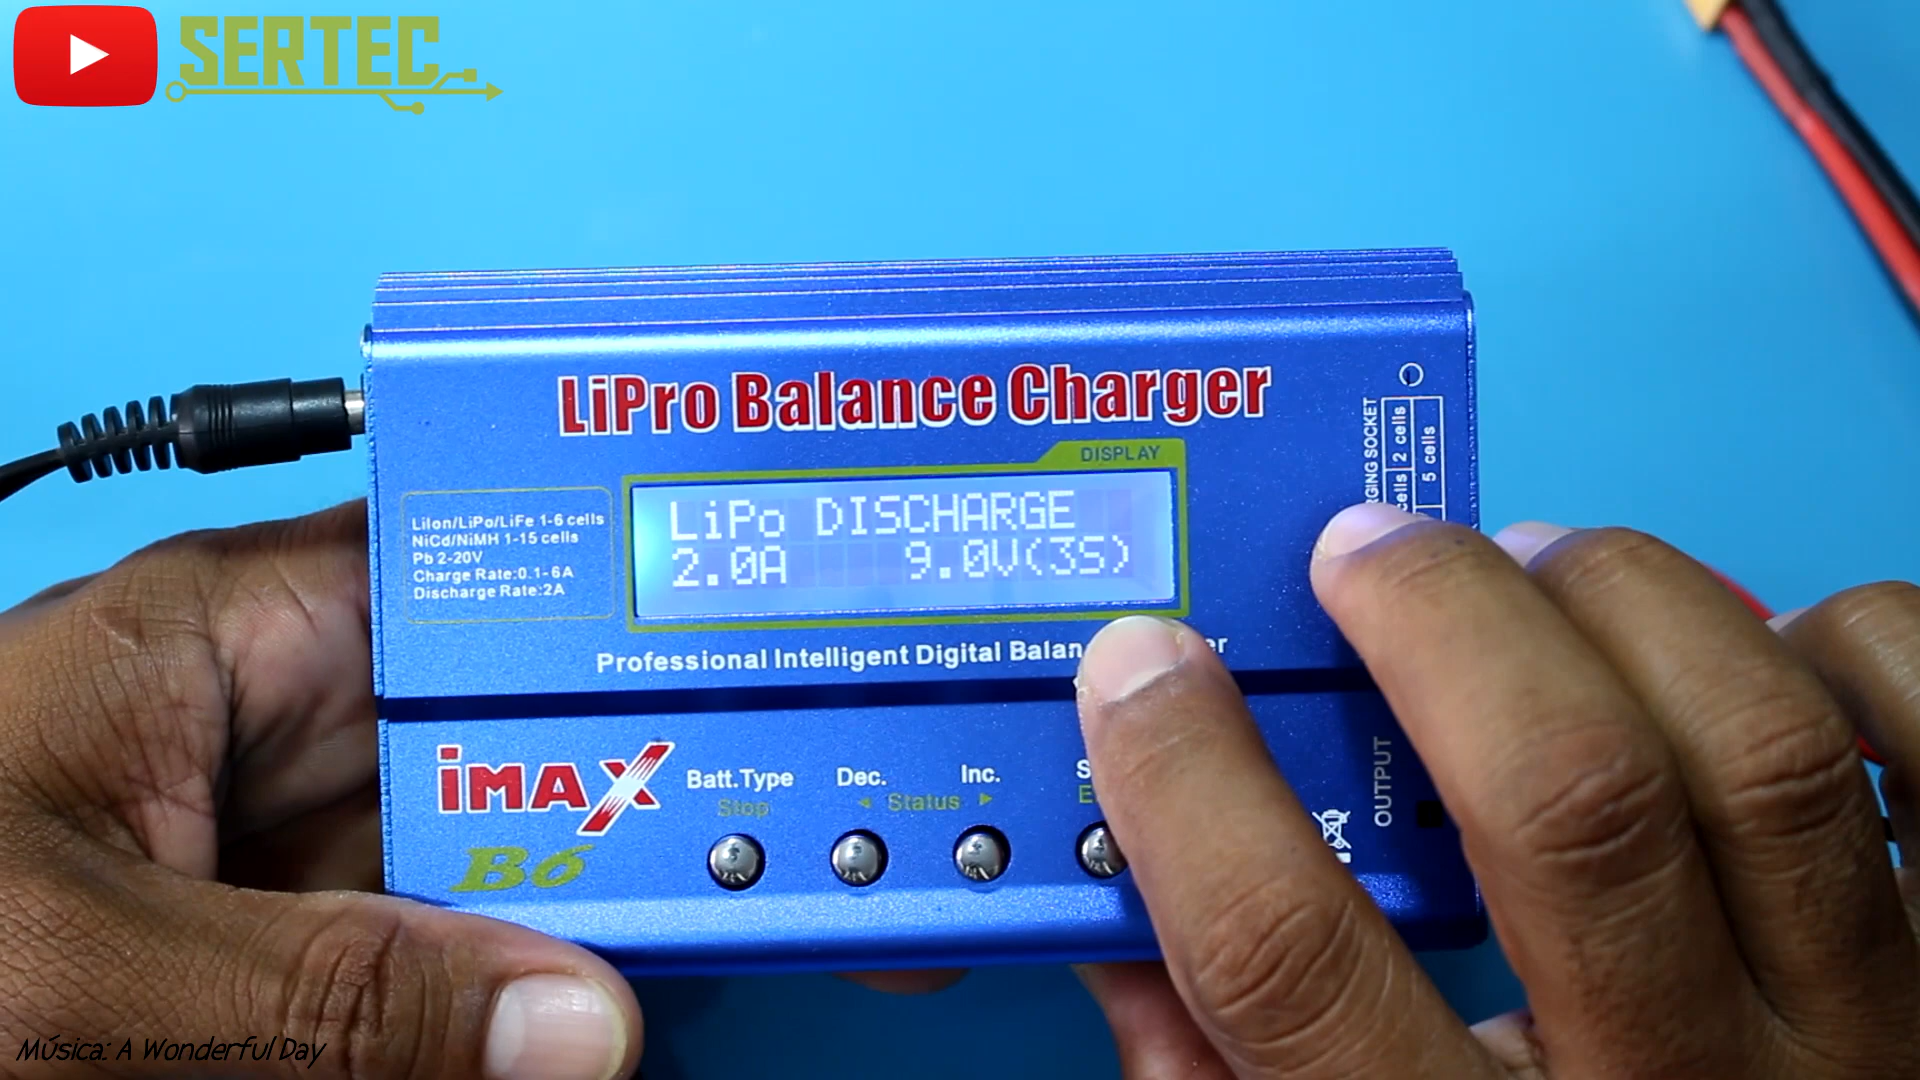 SERTEC
LiPro Balance Charger
DISPLAY
LiPo DISCHARGE
2.0A 9.0V(3S)
LiIon/LiPo/LiFe 1-6 cells
NiCd/NiMH 1-15 cells
Pb 2-20V
Charge Rate:0.1-6A
Discharge Rate:2A
Professional Intelligent Digital
SOCKET
2 cells
cells
5 cells
iMAX
B6
Batt.Type
Stop
Dec.
Inc.
◄ Status ►
OUTPUT
Música: A Wonderful Day